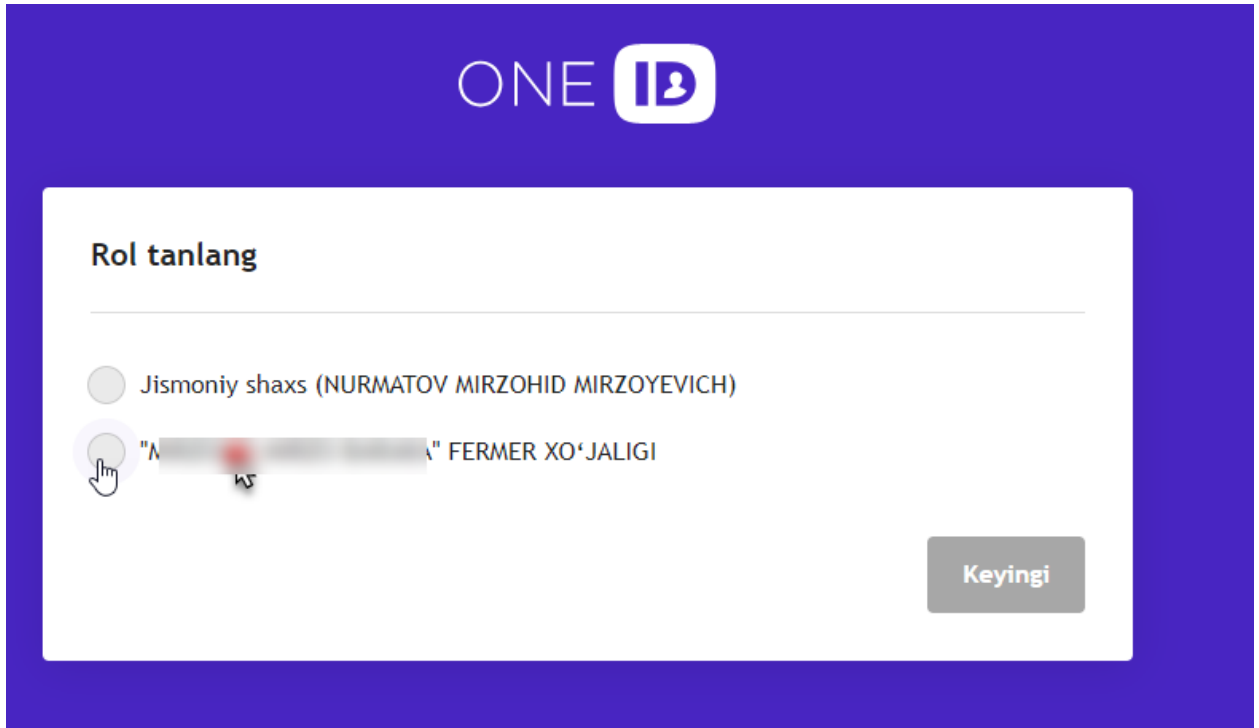 ONE ID
Rol tanlang
Jismoniy shaxs (NURMATOV MIRZOHID MIRZOYEVICH)
" " FERMER XO‘JALIGI
Keyingi